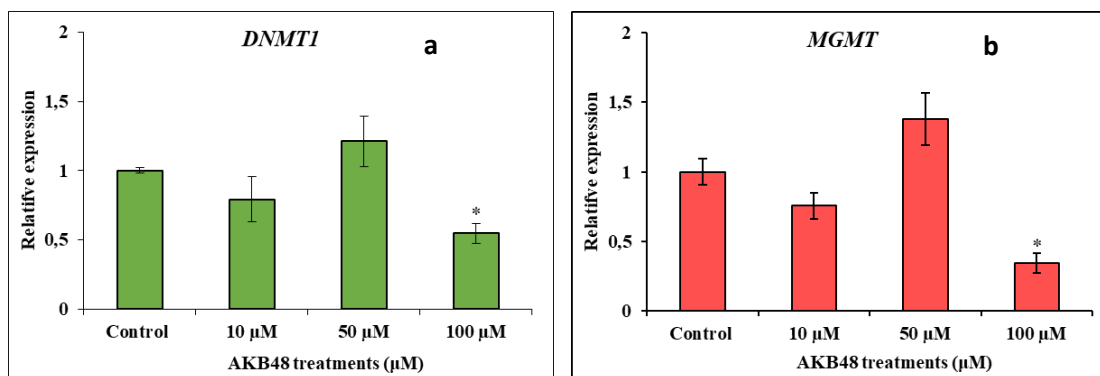 DNMT1
a
2
1,5
1
0,5
0
Relatifve expression
*
Control
10 µM
50 µM
100 µM
AKB48 treatments (µM)
MGMT
b
2
1,5
1
0,5
0
Relatifve expression
*
Control
10 µM
50 µM
100 µM
AKB48 treatments (µM)